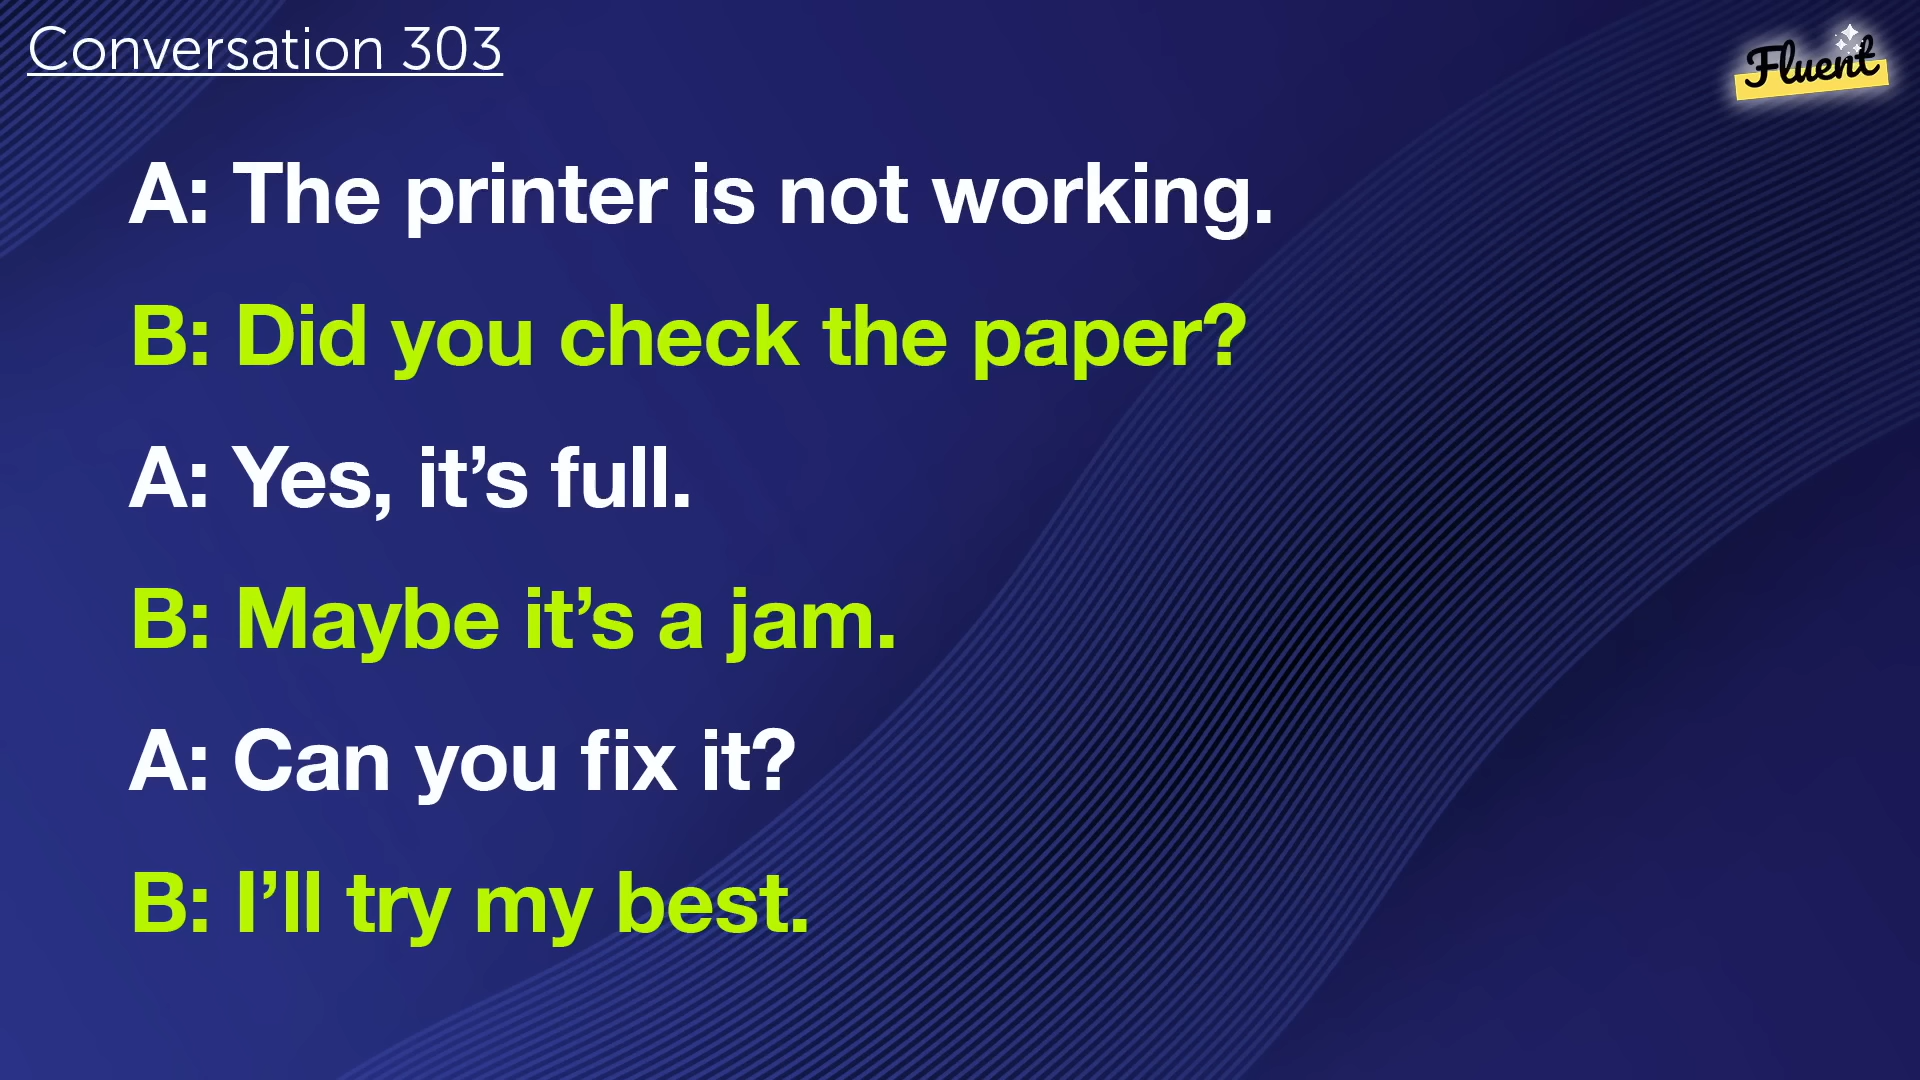 Conversation 303
Fluent
A: The printer is not working.
B: Did you check the paper?
A: Yes, it’s full.
B: Maybe it’s a jam.
A: Can you fix it?
B: I’ll try my best.